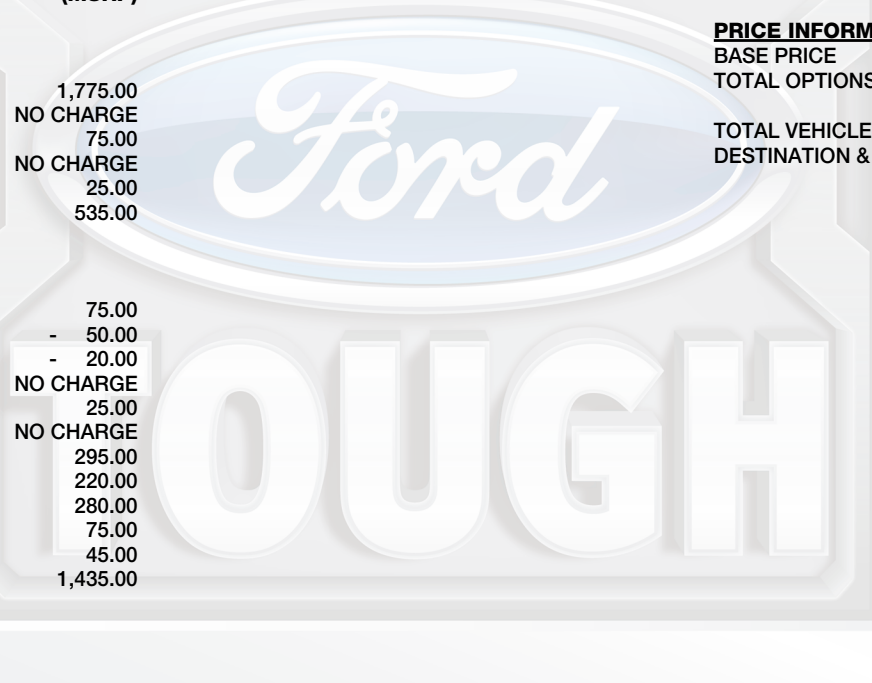 1,775.00
NO CHARGE
75.00
NO CHARGE
25.00
535.00
75.00
- 50.00
- 20.00
NO CHARGE
25.00
NO CHARGE
295.00
220.00
280.00
75.00
45.00
1,435.00
PRICE INFORM
BASE PRICE
TOTAL OPTIONS
TOTAL VEHICLE
DESTINATION &
Ford
TOUGH